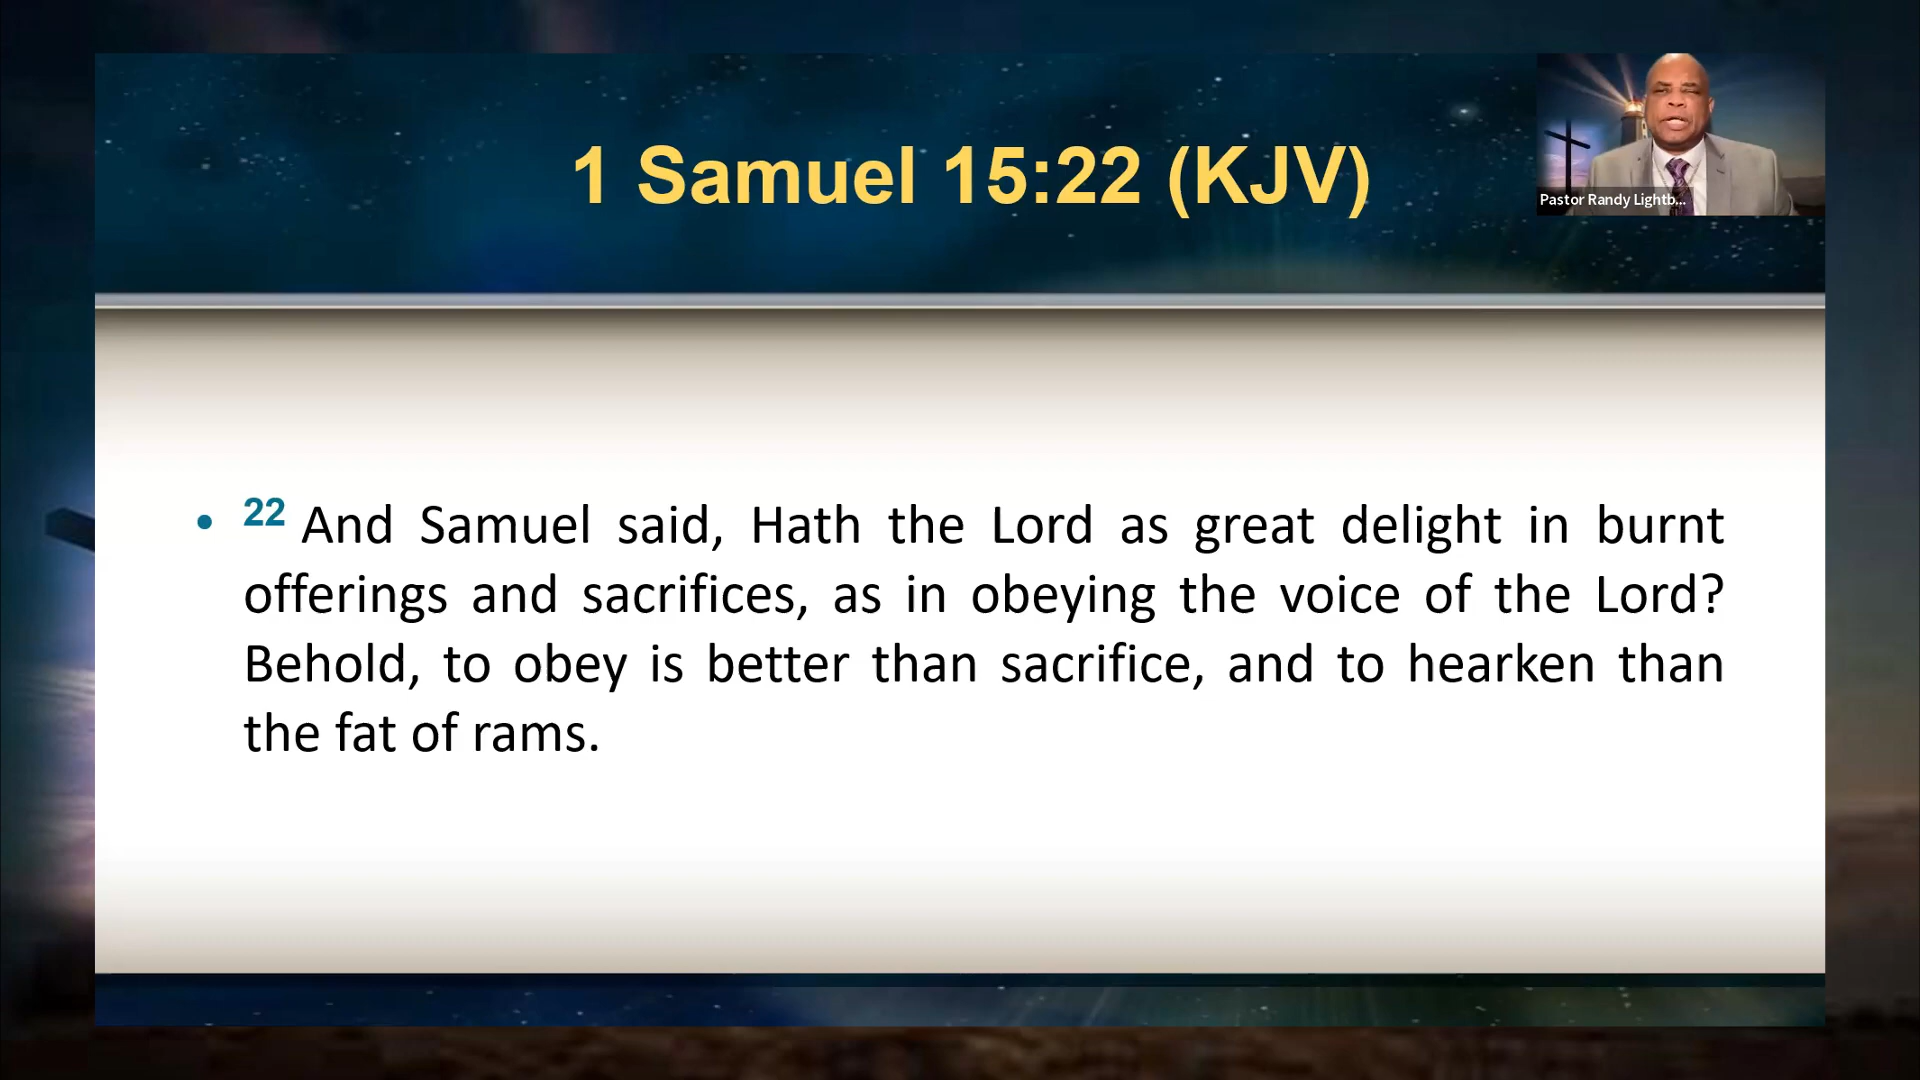 1 Samuel 15:22 (KJV)
Pastor Randy Lightb...
• 22 And Samuel said, Hath the Lord as great delight in burnt
offerings and sacrifices, as in obeying the voice of the Lord?
Behold, to obey is better than sacrifice, and to hearken than
the fat of rams.